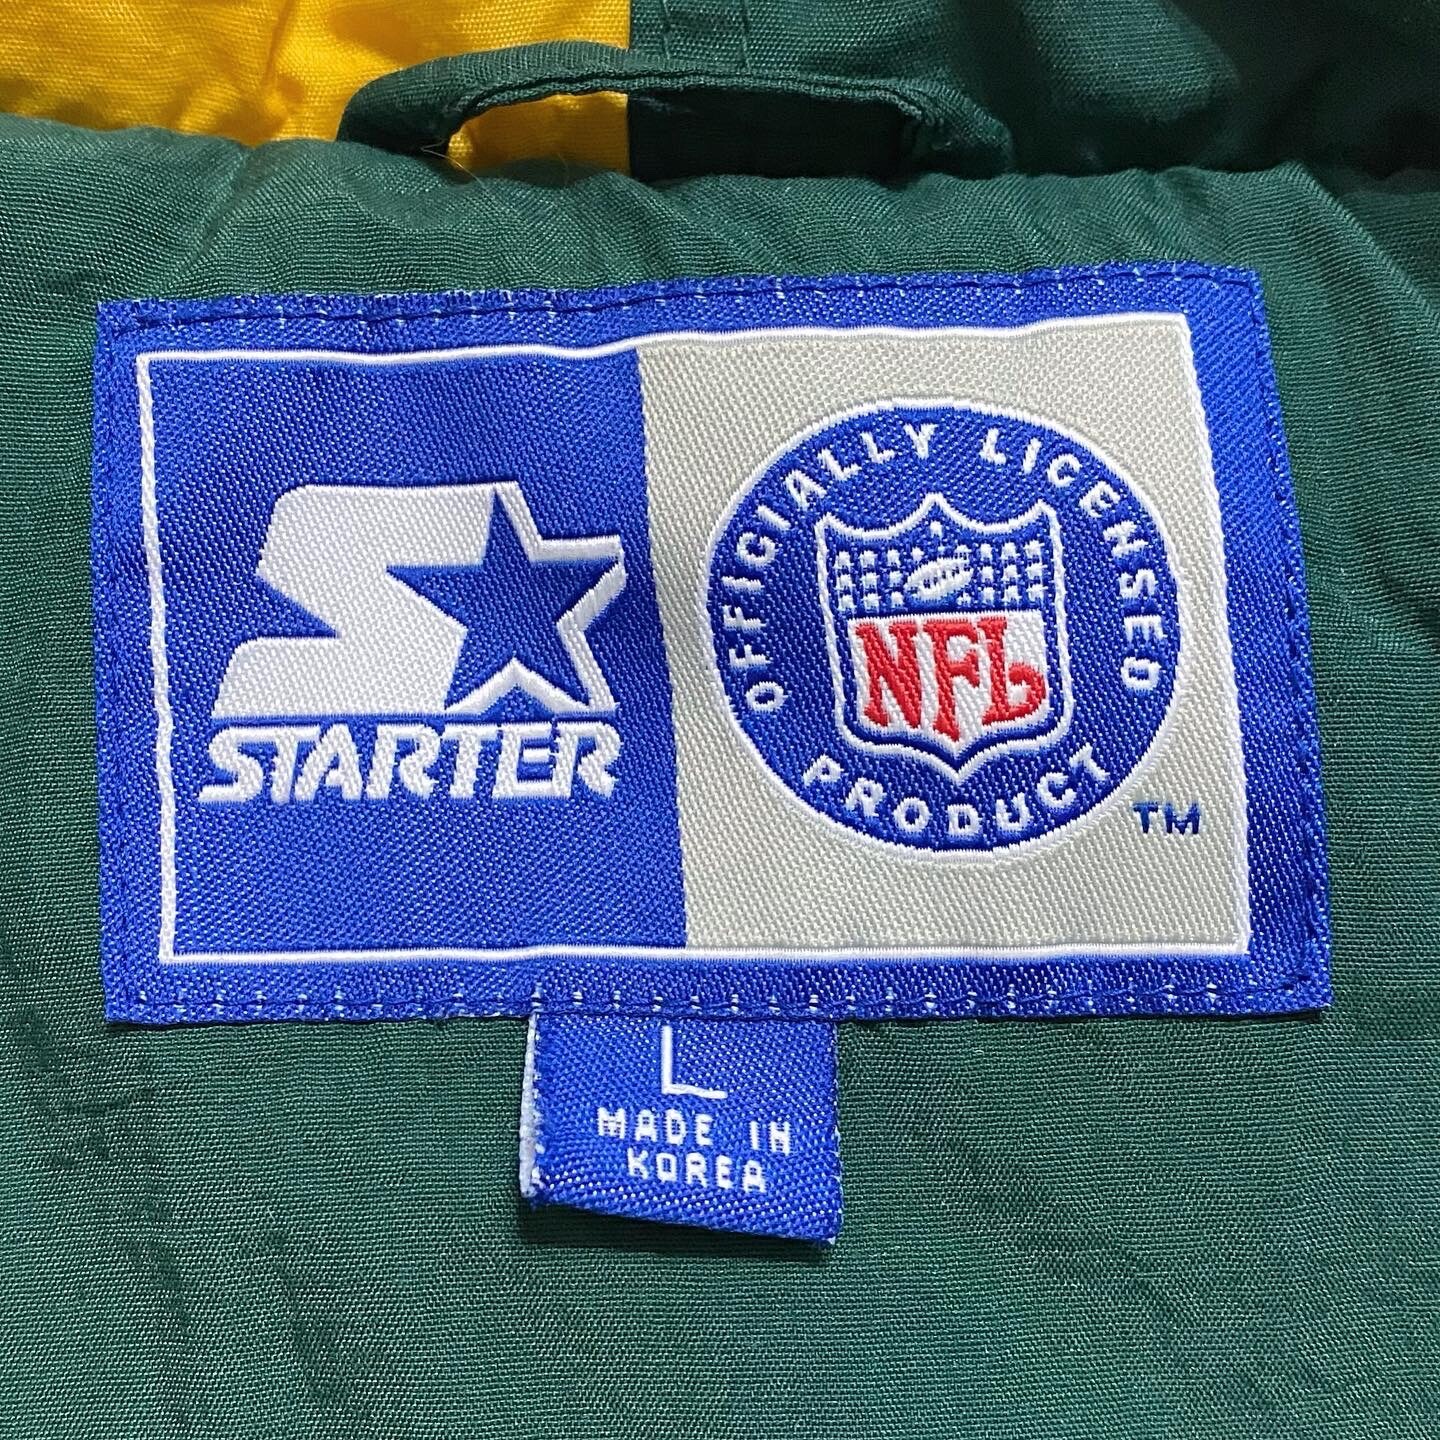 STARTER
OFFICIALLY LICENSED
NFL
PRODUCT
TM
L
MADE IN
KOREA